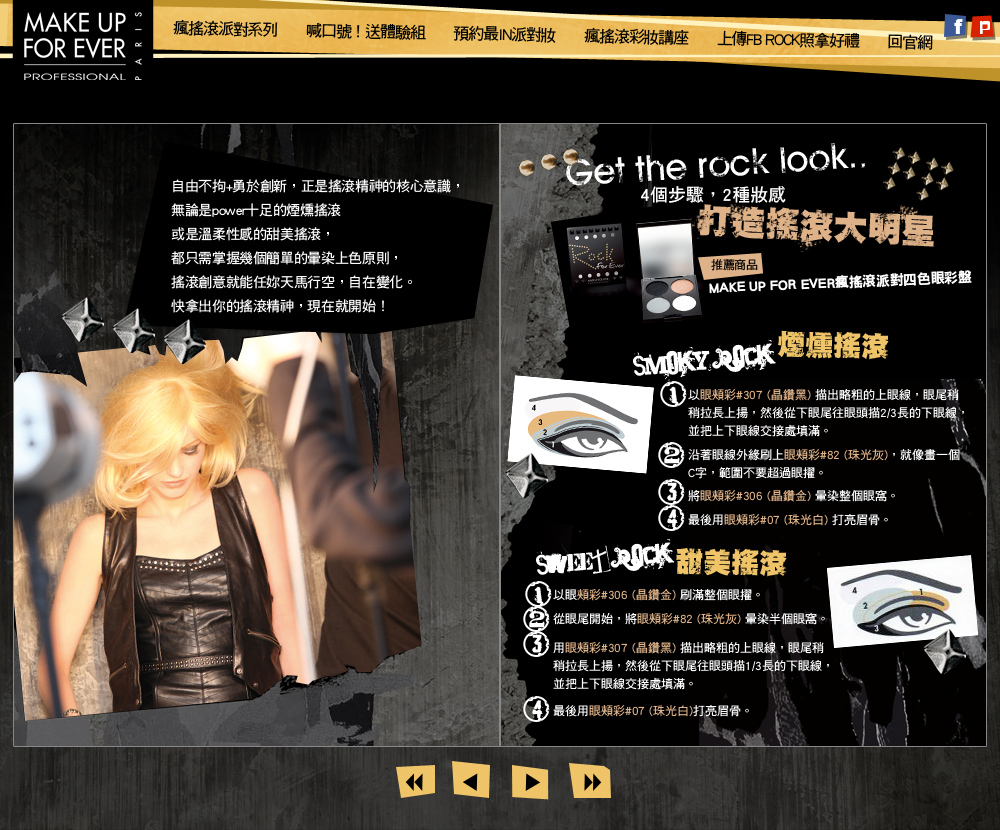 MAKE UP
FOR EVER
PROFESSIONAL
PARIS
瘋搖滾派對系列
喊口號！送體驗組
預約最IN派對妝
瘋搖滾彩妝講座
上傳FB ROCK照拿好禮
回官網
自由不拘+勇於創新，正是搖滾精神的核心意識，
無論是power十足的煙燻搖滾
或是溫柔性感的甜美搖滾，
都只需掌握幾個簡單的暈染上色原則，
搖滾創意就能任妳天馬行空，自在變化。
快拿出你的搖滾精神，現在就開始！
Get the rock look..
4個步驟，2種妝感
打造搖滾大明星
Rock
For Ever
推薦商品
MAKE UP FOR EVER瘋搖滾派對四色眼彩盤
SMOKY ROCK 煙燻搖滾
4
3
2
1 以眼頰彩#307 (晶鑽黑) 描出略粗的上眼線，眼尾稍
稍拉長上揚，然後從下眼尾往眼頭描2/3長的下眼線，
並把上下眼線交接處填滿。
2 沿著眼線外緣刷上眼頰彩#82 (珠光灰)，就像畫一個
C字，範圍不要超過眼擢。
3 將眼頰彩#306 (晶鑽金) 暈染整個眼窩。
4 最後用眼頰彩#07 (珠光白) 打亮眉骨。
SWEET ROCK 甜美搖滾
1 以眼頰彩#306 (晶鑽金) 刷滿整個眼擢。
2 從眼尾開始，將眼頰彩#82 (珠光灰) 暈染半個眼窩。
3 用眼頰彩#307 (晶鑽黑) 描出略粗的上眼線，眼尾稍
稍拉長上揚，然後從下眼尾往眼頭描1/3長的下眼線，
並把上下眼線交接處填滿。
4 最後用眼頰彩#07 (珠光白)打亮眉骨。
4
2
1
3